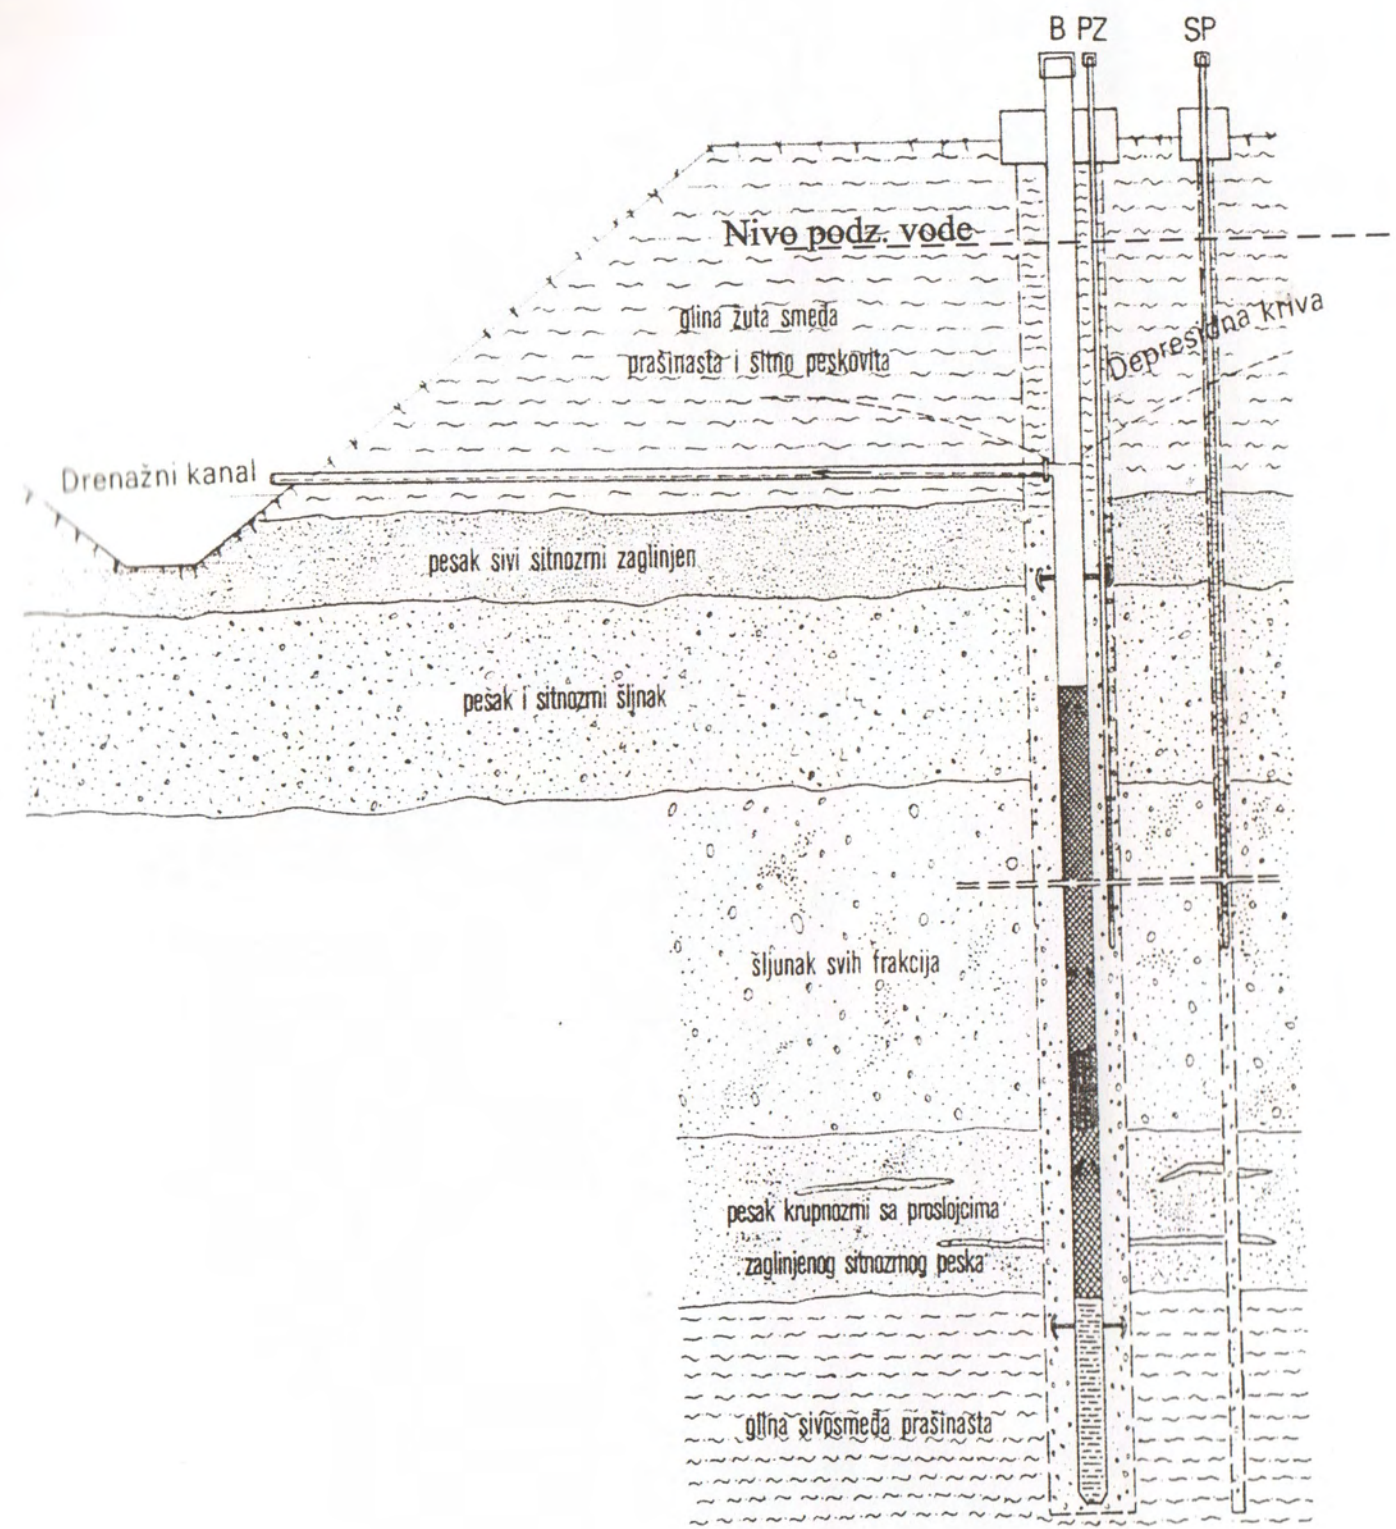 B PZ SP
Nivo podz. vode
glina žuta smeđa
prašinasta i sitno peskovita
Depresiona kriva
Drenažni kanal
pesak sivi sitnozrni zaglinjen
pesak i sitnozrni šljnak
šljunak svih frakcija
pesak krupnozrni sa proslojcima
zaglinjenog sitnozrnog peska
glina sivosmeđa prašinasta